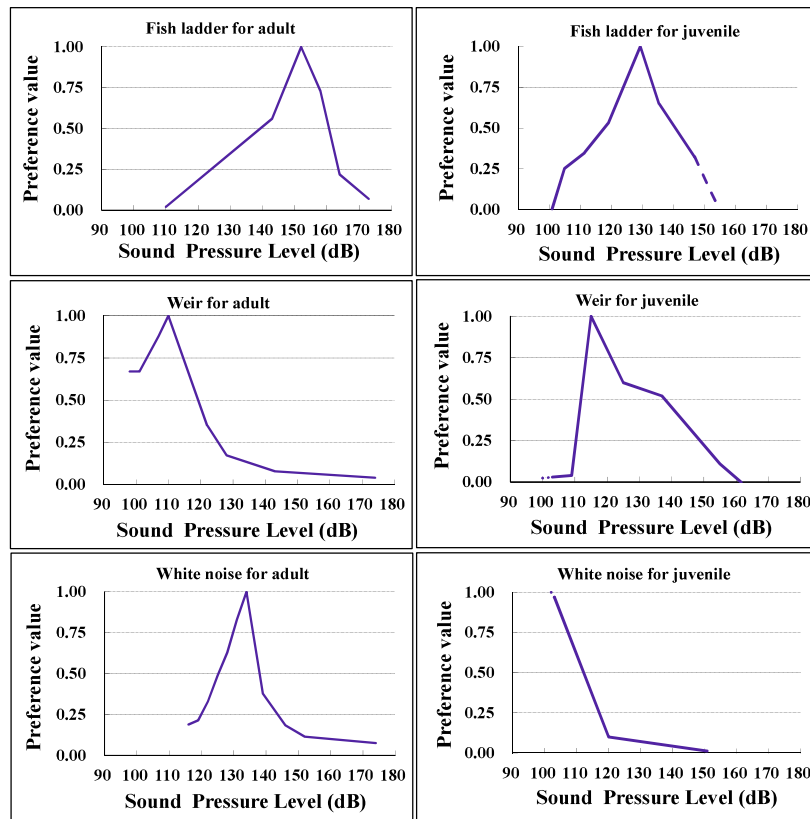 Fish ladder for adult
Preference value
1.00
0.75
0.50
0.25
0.00
90 100 110 120 130 140 150 160 170 180
Sound Pressure Level (dB)
Fish ladder for juvenile
Preference value
1.00
0.75
0.50
0.25
0.00
90 100 110 120 130 140 150 160 170 180
Sound Pressure Level (dB)
Weir for adult
Preference value
1.00
0.75
0.50
0.25
0.00
90 100 110 120 130 140 150 160 170 180
Sound Pressure Level (dB)
Weir for juvenile
Preference value
1.00
0.75
0.50
0.25
0.00
90 100 110 120 130 140 150 160 170 180
Sound Pressure Level (dB)
White noise for adult
Preference value
1.00
0.75
0.50
0.25
0.00
90 100 110 120 130 140 150 160 170 180
Sound Pressure Level (dB)
White noise for juvenile
Preference value
1.00
0.75
0.50
0.25
0.00
90 100 110 120 130 140 150 160 170 180
Sound Pressure Level (dB)